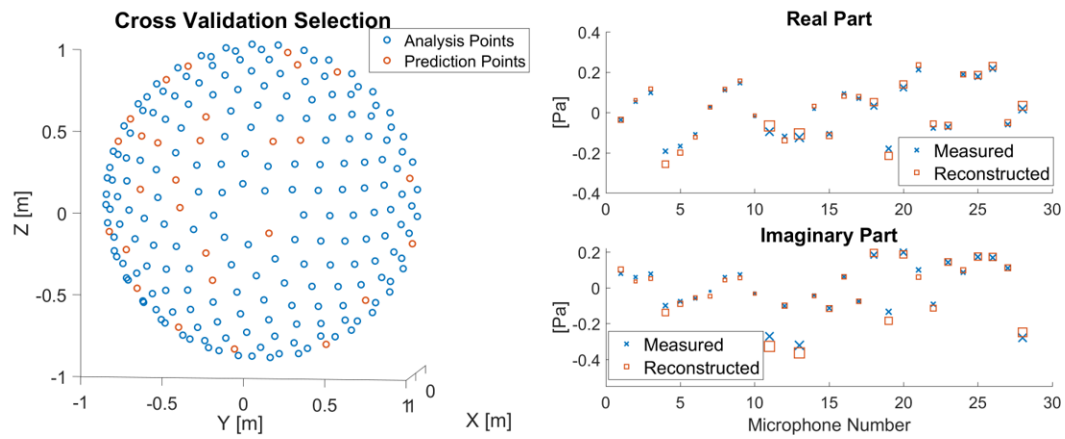 Cross Validation Selection
Analysis Points
Prediction Points
1
0.5
0
-0.5
-1
Z [m]
-1
-0.5
0
0.5
1
1
0
Y [m]
X [m]
Real Part
0.4
0.2
0
-0.2
-0.4
[Pa]
Measured
Reconstructed
0
5
10
15
20
25
30
Imaginary Part
0.2
0
-0.2
-0.4
[Pa]
Measured
Reconstructed
0
5
10
15
20
25
30
Microphone Number